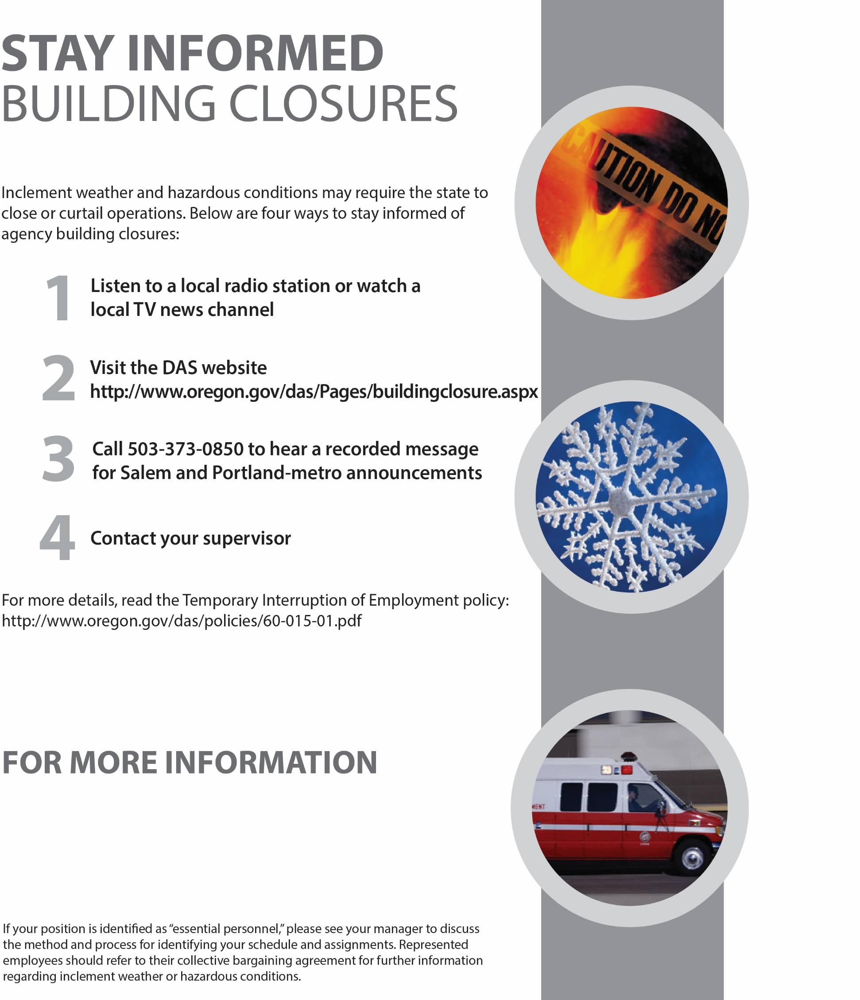 STAY INFORMED
BUILDING CLOSURES
Inclement weather and hazardous conditions may require the state to
close or curtail operations. Below are four ways to stay informed of
agency building closures:
1 Listen to a local radio station or watch a
local TV news channel
2 Visit the DAS website
http://www.oregon.gov/das/Pages/buildingclosure.aspx
3 Call 503-373-0850 to hear a recorded message
for Salem and Portland-metro announcements
4 Contact your supervisor
For more details, read the Temporary Interruption of Employment policy:
http://www.oregon.gov/das/policies/60-015-01.pdf
FOR MORE INFORMATION
If your position is identified as “essential personnel,” please see your manager to discuss
the method and process for identifying your schedule and assignments. Represented
employees should refer to their collective bargaining agreement for further information
regarding inclement weather or hazardous conditions.
CAUTION DO NO
MENT